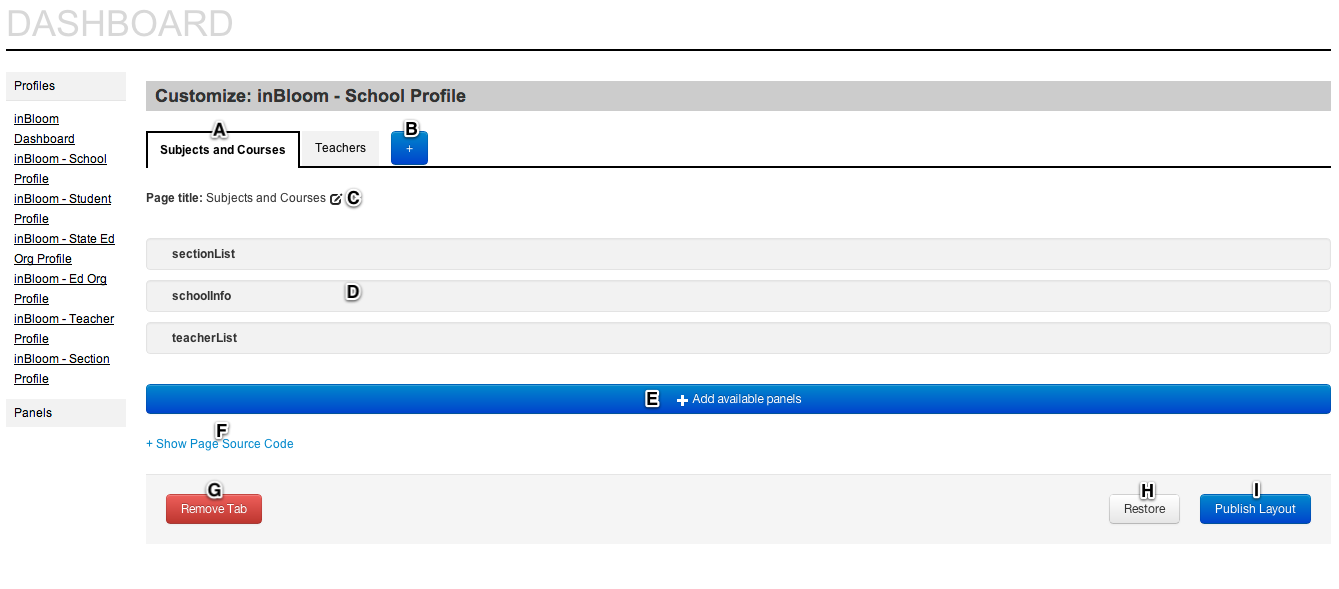 DASHBOARD
Profiles
inBloom
Dashboard
inBloom - School
Profile
inBloom - Student
Profile
inBloom - State Ed
Org Profile
inBloom - Ed Org
Profile
inBloom - Teacher
Profile
inBloom - Section
Profile
Panels
Customize: inBloom - School Profile
A
B
Subjects and Courses
Teachers
+
Page title: Subjects and Courses C
sectionList
schoolInfo
D
teacherList
E + Add available panels
F
+ Show Page Source Code
G
H
I
Remove Tab
Restore
Publish Layout